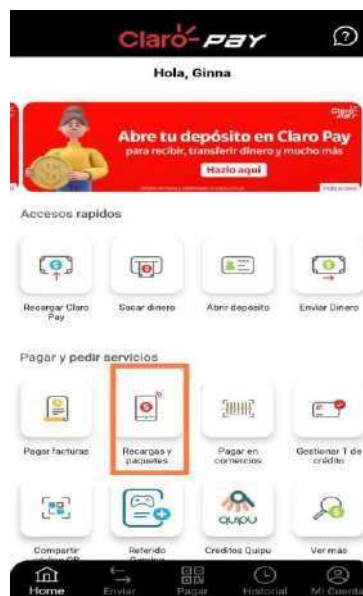 Claro-pay
Hola, Ginna
Abre tu depósito en Claro Pay
para recibir, transferir dinero y mucho más
Hazlo aquí
Accesos rapidos
Recargar Claro
Pay
Sacar dinero
Abrir deposito
Enviar Dinero
Pagar y pedir servicios
Pagar facturas
Recargas y
paquetes
Pagar en
comercios
Gestionar T de
crédito
QUIPU
Compartir
Referido
Creditos Quipu
Ver más
Home
Enviar
Pagar
Historial
Mi Cuenta